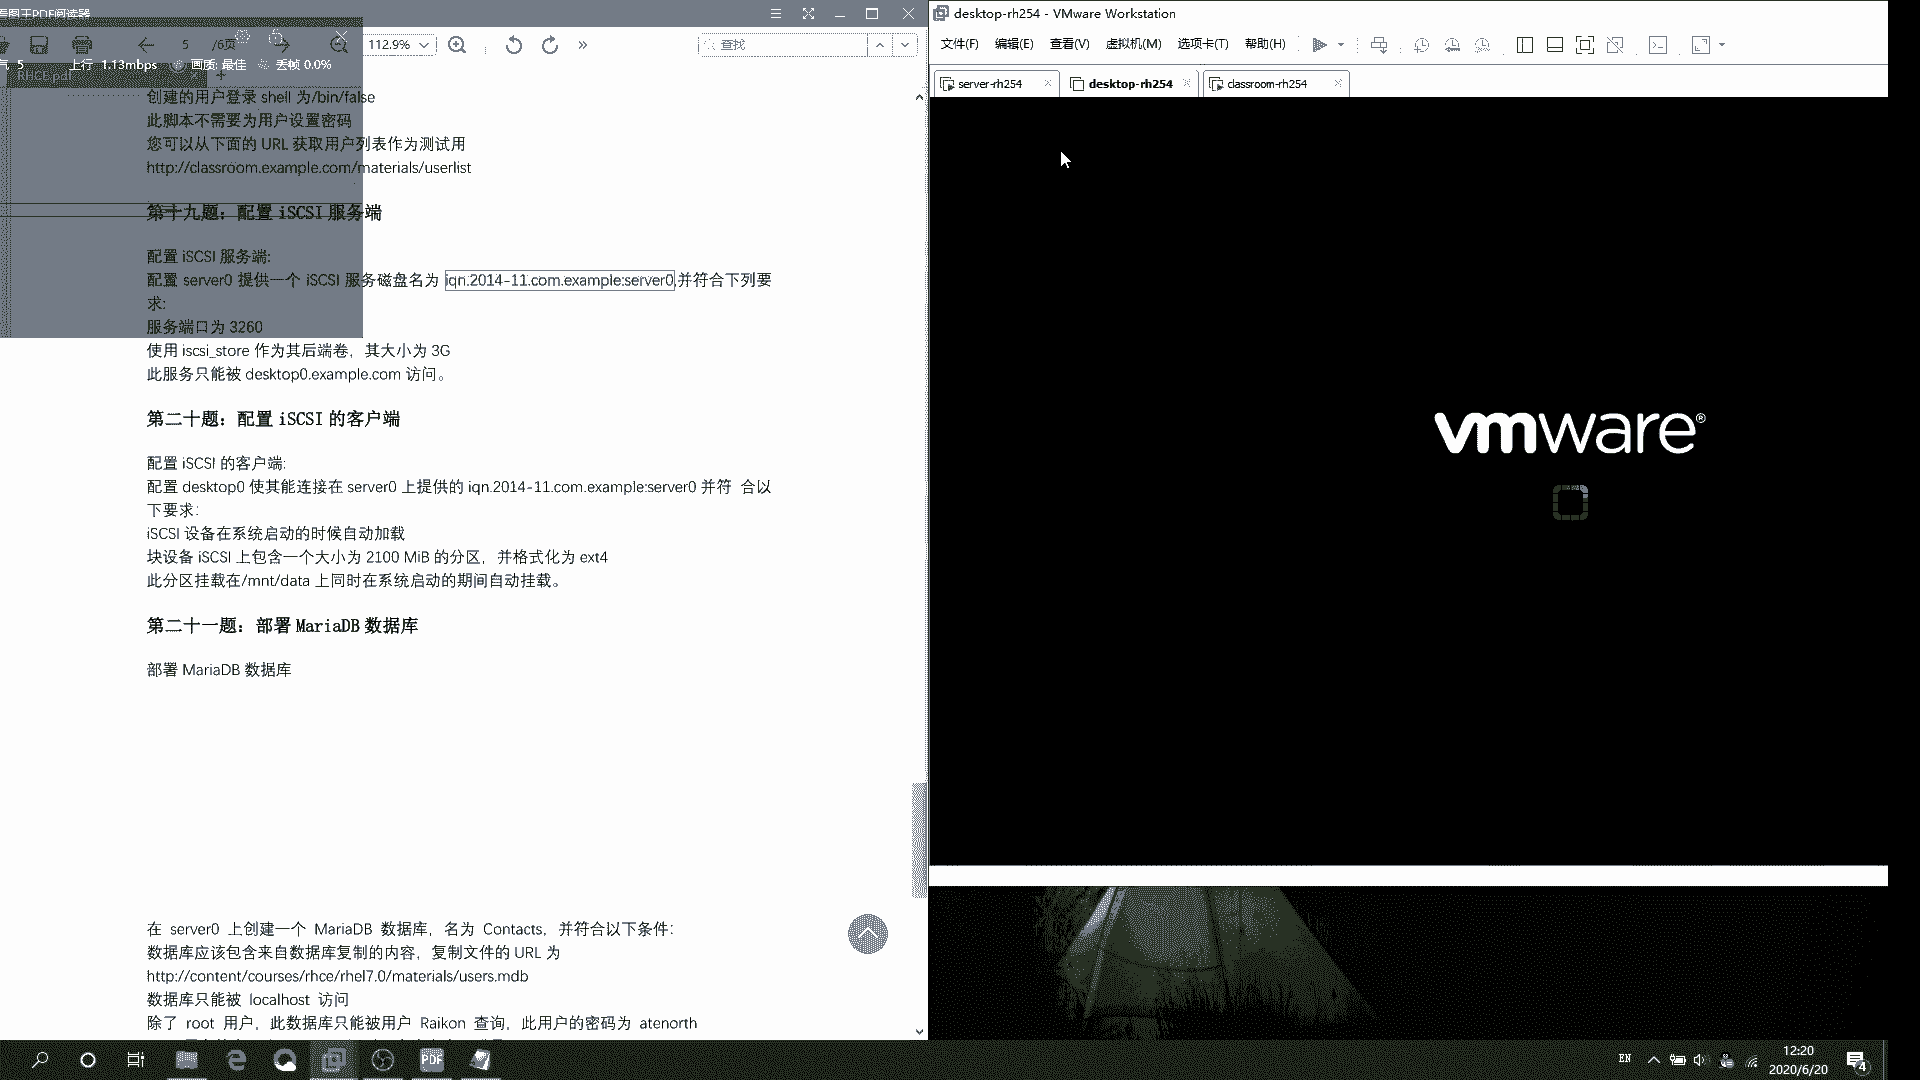 看图王PDF阅读器
5 /6页
112.9%
查找
5 上行 1.13mbps 画质: 最佳 丢帧 0.0%
RHCE.pdf
创建的用户登录 shell 为/bin/false
此脚本不需要为用户设置密码
您可以从下面的 URL 获取用户列表作为测试用
http://classroom.example.com/materials/userlist
第十九题：配置 iSCSI 服务端
配置 iSCSI 服务端:
配置 server0 提供一个 iSCSI 服务磁盘名为 iqn.2014-11.com.example:server0 并符合下列要
求:
服务端口为 3260
使用 iscsi_store 作为其后端卷，其大小为 3G
此服务只能被 desktop0.example.com 访问。
第二十题：配置 iSCSI 的客户端
配置 iSCSI 的客户端:
配置 desktop0 使其能连接在 server0 上提供的 iqn.2014-11.com.example:server0 并符 合以
下要求:
iSCSI 设备在系统启动的时候自动加载
块设备 iSCSI 上包含一个大小为 2100 MiB 的分区，并格式化为 ext4
此分区挂载在/mnt/data 上同时在系统启动的期间自动挂载。
第二十一题：部署 MariaDB 数据库
部署 MariaDB 数据库
在 server0 上创建一个 MariaDB 数据库，名为 Contacts，并符合以下条件:
数据库应该包含来自数据库复制的内容，复制文件的 URL 为
http://content/courses/rhce/rhel7.0/materials/users.mdb
数据库只能被 localhost 访问
除了 root 用户，此数据库只能被用户 Raikon 查询，此用户的密码为 atenorth
desktop-rh254 - VMware Workstation
文件(F) 编辑(E) 查看(V) 虚拟机(M) 选项卡(T) 帮助(H)
server-rh254 desktop-rh254 classroom-rh254
vmware®
PDF
EN
12:20
2020/6/20
4